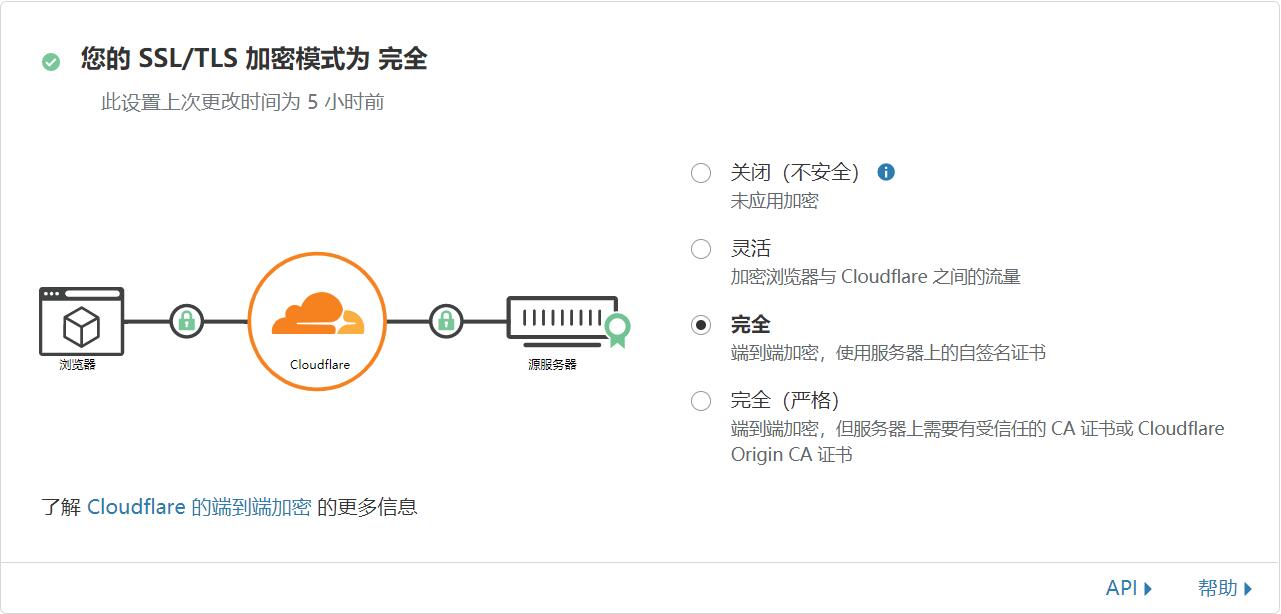 您的 SSL/TLS 加密模式为 完全
此设置上次更改时间为 5 小时前
关闭（不安全）
未应用加密
灵活
加密浏览器与 Cloudflare 之间的流量
完全
端到端加密，使用服务器上的自签名证书
完全（严格）
端到端加密，但服务器上需要有受信任的 CA 证书或 Cloudflare
Origin CA 证书
浏览器
Cloudflare
源服务器
了解 Cloudflare 的端到端加密 的更多信息
API
帮助